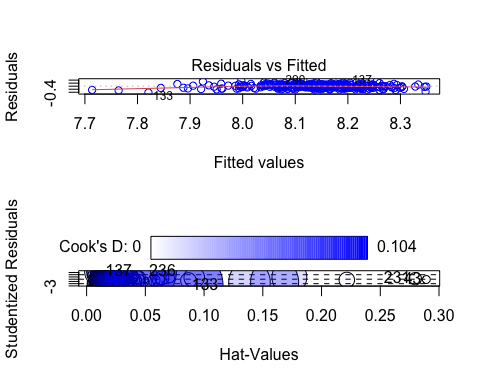 Residuals vs Fitted
Residuals
-0.4
137
133
7.7 7.8 7.9 8.0 8.1 8.2 8.3
Fitted values
Cook's D: 0 0.104
Studentized Residuals
-3
137 236
133
0.00 0.05 0.10 0.15 0.20 0.25 0.30
Hat-Values